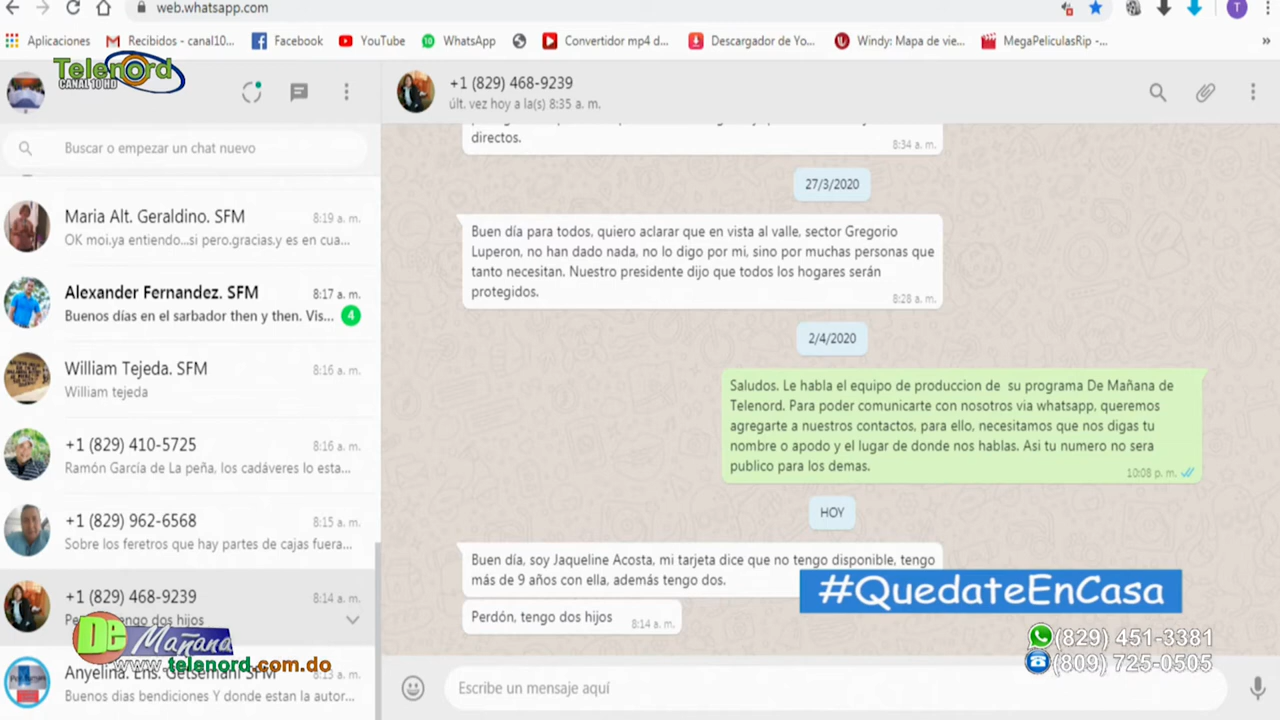 web.whatsapp.com
T
Aplicaciones
Recibidos - canal10...
Facebook
YouTube
WhatsApp
Convertidor mp4 d...
Descargador de Yo...
Windy: Mapa de vie...
MegaPeliculasRip -...
»
Telenord
CANAL 10 HD
Buscar o empezar un chat nuevo
Maria Alt. Geraldino. SFM 8:19 a. m.
OK moi.ya entiendo...si pero.gracias.y es en cua...
Alexander Fernandez. SFM 8:17 a. m.
Buenos días en el sarbador then y then. Vis... 4
William Tejeda. SFM 8:16 a. m.
William tejeda
+1 (829) 410-5725 8:16 a. m.
Ramón García de La peña, los cadáveres lo esta...
+1 (829) 962-6568 8:15 a. m.
Sobre los feretros que hay partes de cajas fuera...
+1 (829) 468-9239 8:14 a. m.
tengo dos hijos
De Mañana
www.telenord.com.do
Anyelina. Ens. Getsemani SFM 8:13 a. m.
Buenos dias bendiciones Y donde estan la autor...
+1 (829) 468-9239
últ. vez hoy a la(s) 8:35 a. m.
directos.
8:34 a. m.
27/3/2020
Buen día para todos, quiero aclarar que en vista al valle, sector Gregorio
Luperon, no han dado nada, no lo digo por mi, sino por muchas personas que
tanto necesitan. Nuestro presidente dijo que todos los hogares serán
protegidos.
8:28 a. m.
2/4/2020
Saludos. Le habla el equipo de produccion de su programa De Mañana de
Telenord. Para poder comunicarte con nosotros via whatsapp, queremos
agregarte a nuestros contactos, para ello, necesitamos que nos digas tu
nombre o apodo y el lugar de donde nos hablas. Asi tu numero no sera
publico para los demas.
10:08 p. m.
HOY
Buen día, soy Jaqueline Acosta, mi tarjeta dice que no tengo disponible, tengo
más de 9 años con ella, además tengo dos.
Perdón, tengo dos hijos
8:14 a. m.
#QuedateEnCasa
(829) 451-3381
(809) 725-0505
Escribe un mensaje aquí